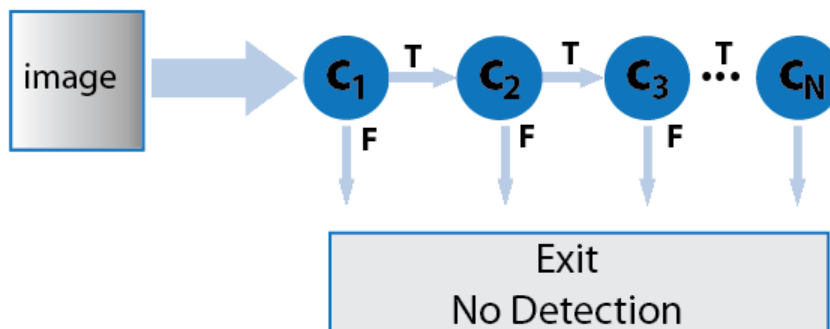 image
C1 T C2 T C3 T ... CN
F F F
Exit
No Detection